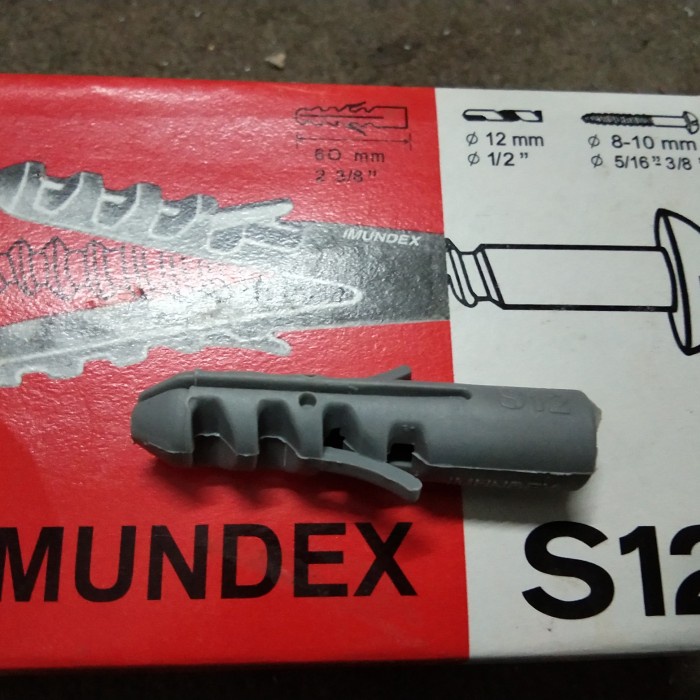 60 mm
2 3/8"
ø 12 mm
ø 1/2"
ø 8-10 mm
ø 5/16" 3/8"
IMUNDEX
S12
IMUNDEX
MUNDEX
S12